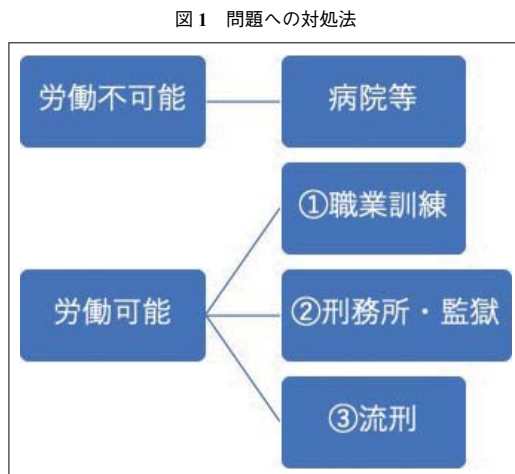 図1 問題への対処法
労働不可能
病院等
①職業訓練
労働可能
②刑務所・監獄
③流刑